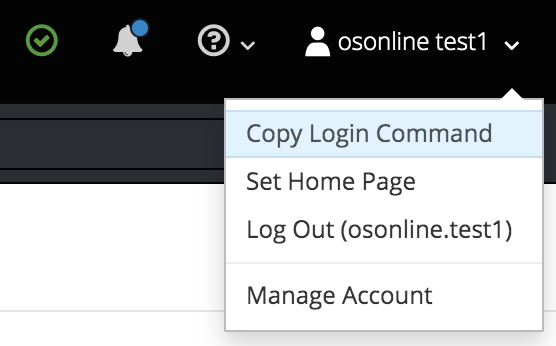 osonline test1
Copy Login Command
Set Home Page
Log Out (osonline.test1)
Manage Account